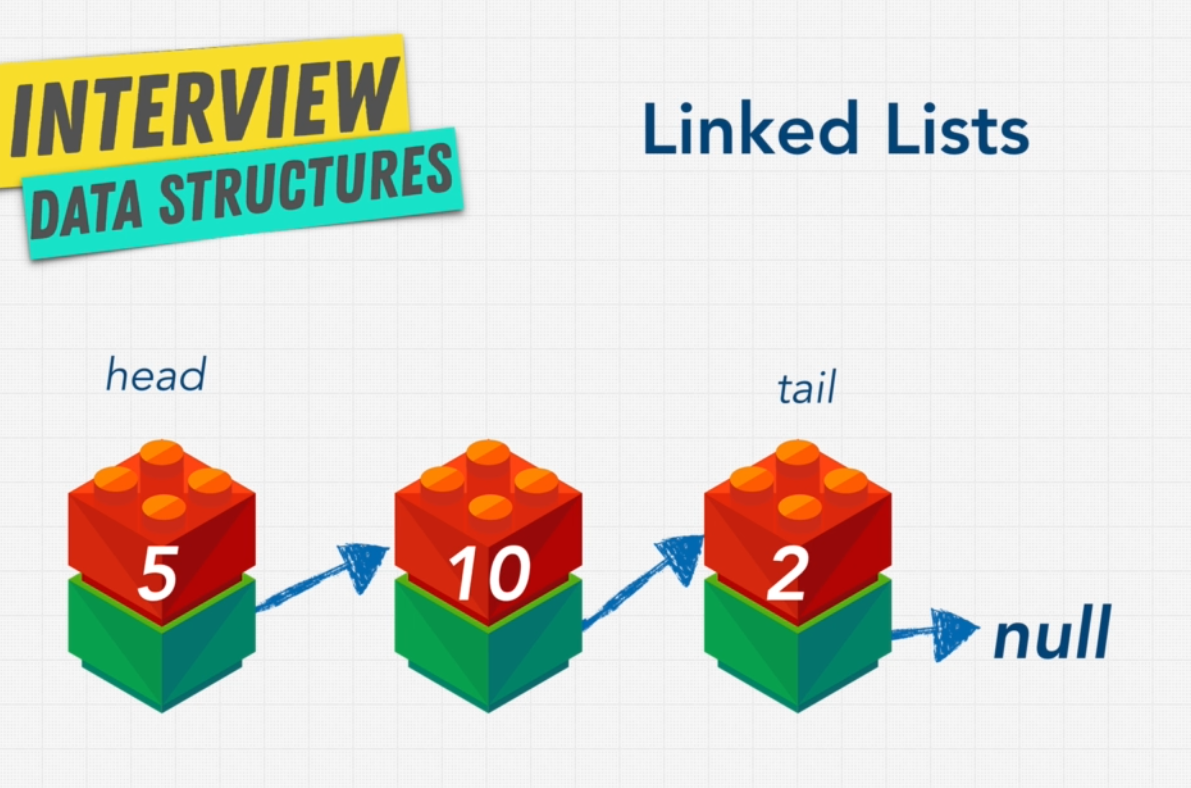 INTERVIEW
DATA STRUCTURES
Linked Lists
head
tail
5
10
2
null